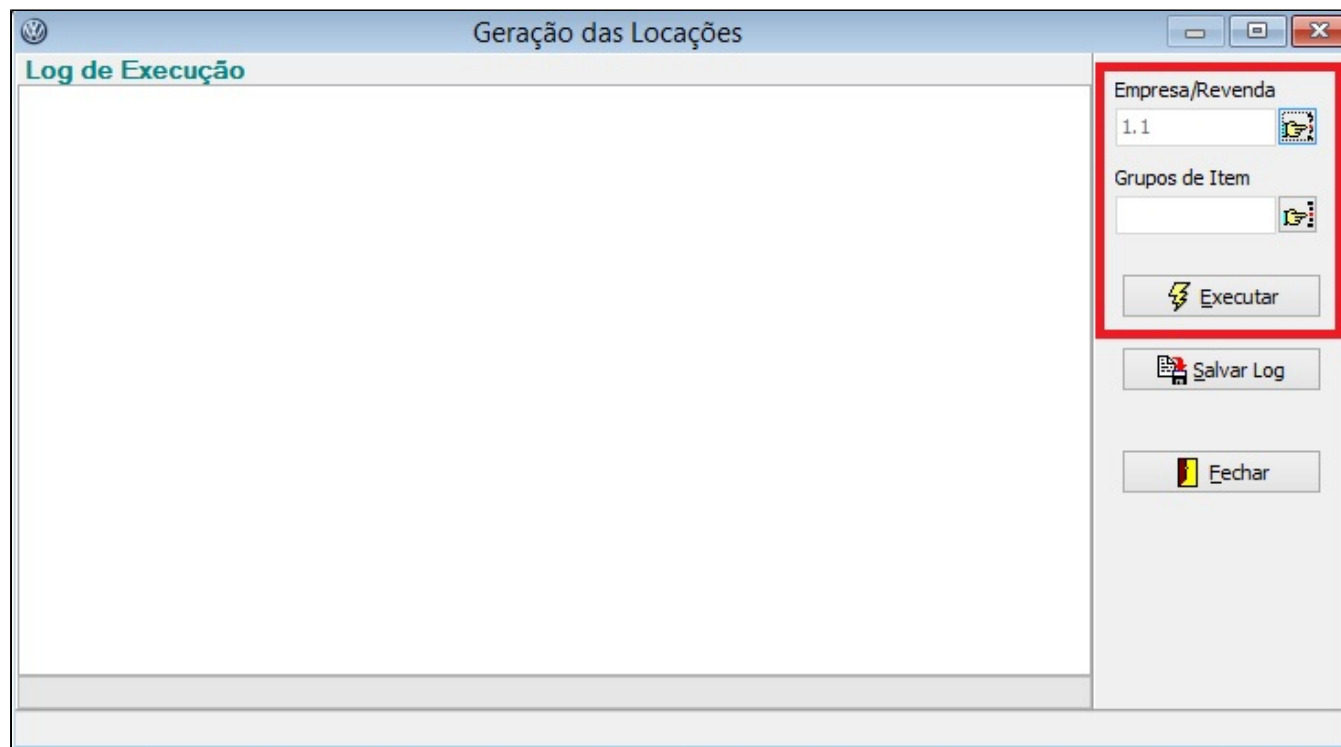 Geração das Locações
Log de Execução
Empresa/Revenda
1.1
Grupos de Item
Executar
Salvar Log
Fechar